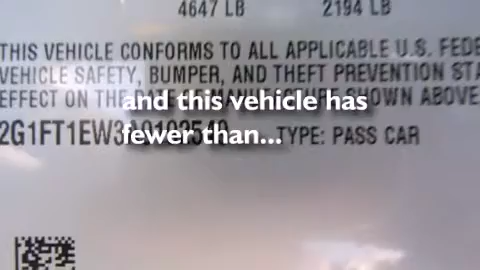 4647 LB 2194 LB
THIS VEHICLE CONFORMS TO ALL APPLICABLE U.S. FEDE
VEHICLE SAFETY, BUMPER, AND THEFT PREVENTION STA
EFFECT ON THE SHOWN ABOVE
and this vehicle has
fewer than...
TYPE: PASS CAR